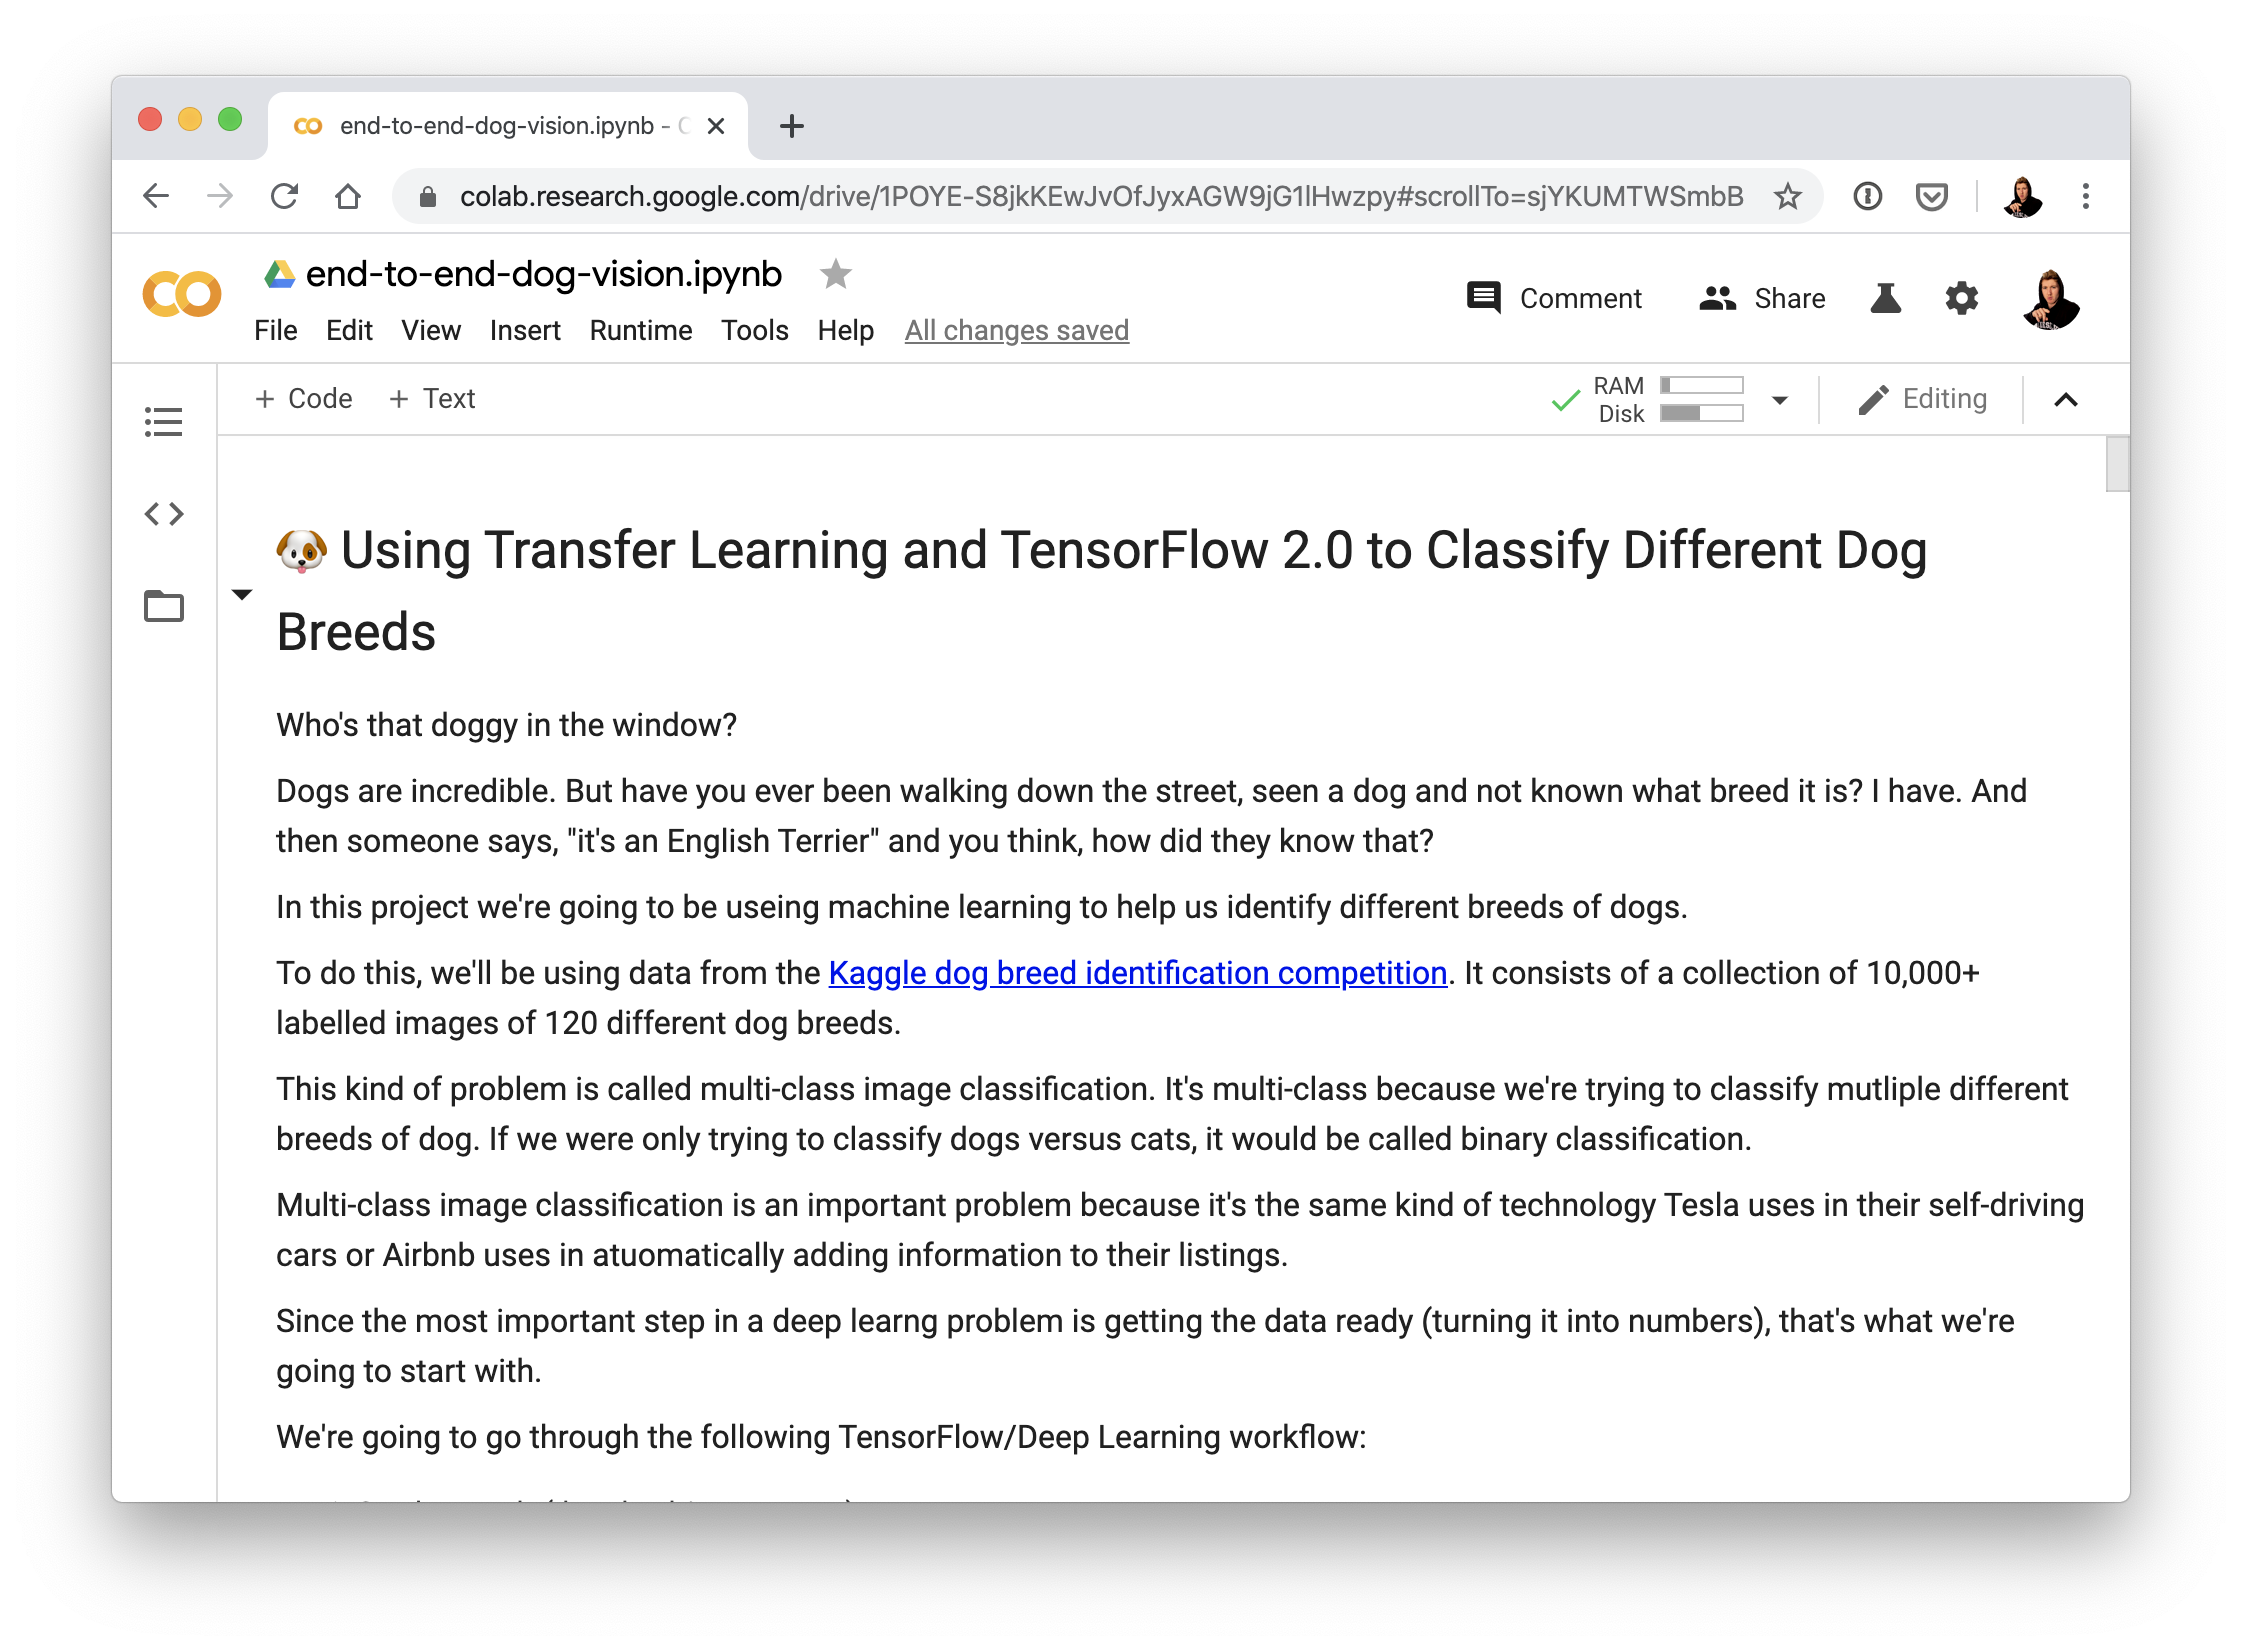 end-to-end-dog-vision.ipynb -
colab.research.google.com/drive/1POYE-S8jkKEwJvOfJyxAGW9jG1lHwzpy#scrollTo=sjYKUMTWSmbB
end-to-end-dog-vision.ipynb
Comment Share
File Edit View Insert Runtime Tools Help All changes saved
+ Code + Text
RAM
Disk
Editing
🐶 Using Transfer Learning and TensorFlow 2.0 to Classify Different Dog
Breeds
Who's that doggy in the window?
Dogs are incredible. But have you ever been walking down the street, seen a dog and not known what breed it is? I have. And
then someone says, "it's an English Terrier" and you think, how did they know that?
In this project we're going to be useing machine learning to help us identify different breeds of dogs.
To do this, we'll be using data from the Kaggle dog breed identification competition. It consists of a collection of 10,000+
labelled images of 120 different dog breeds.
This kind of problem is called multi-class image classification. It's multi-class because we're trying to classify mutliple different
breeds of dog. If we were only trying to classify dogs versus cats, it would be called binary classification.
Multi-class image classification is an important problem because it's the same kind of technology Tesla uses in their self-driving
cars or Airbnb uses in atuomatically adding information to their listings.
Since the most important step in a deep learng problem is getting the data ready (turning it into numbers), that's what we're
going to start with.
We're going to go through the following TensorFlow/Deep Learning workflow: